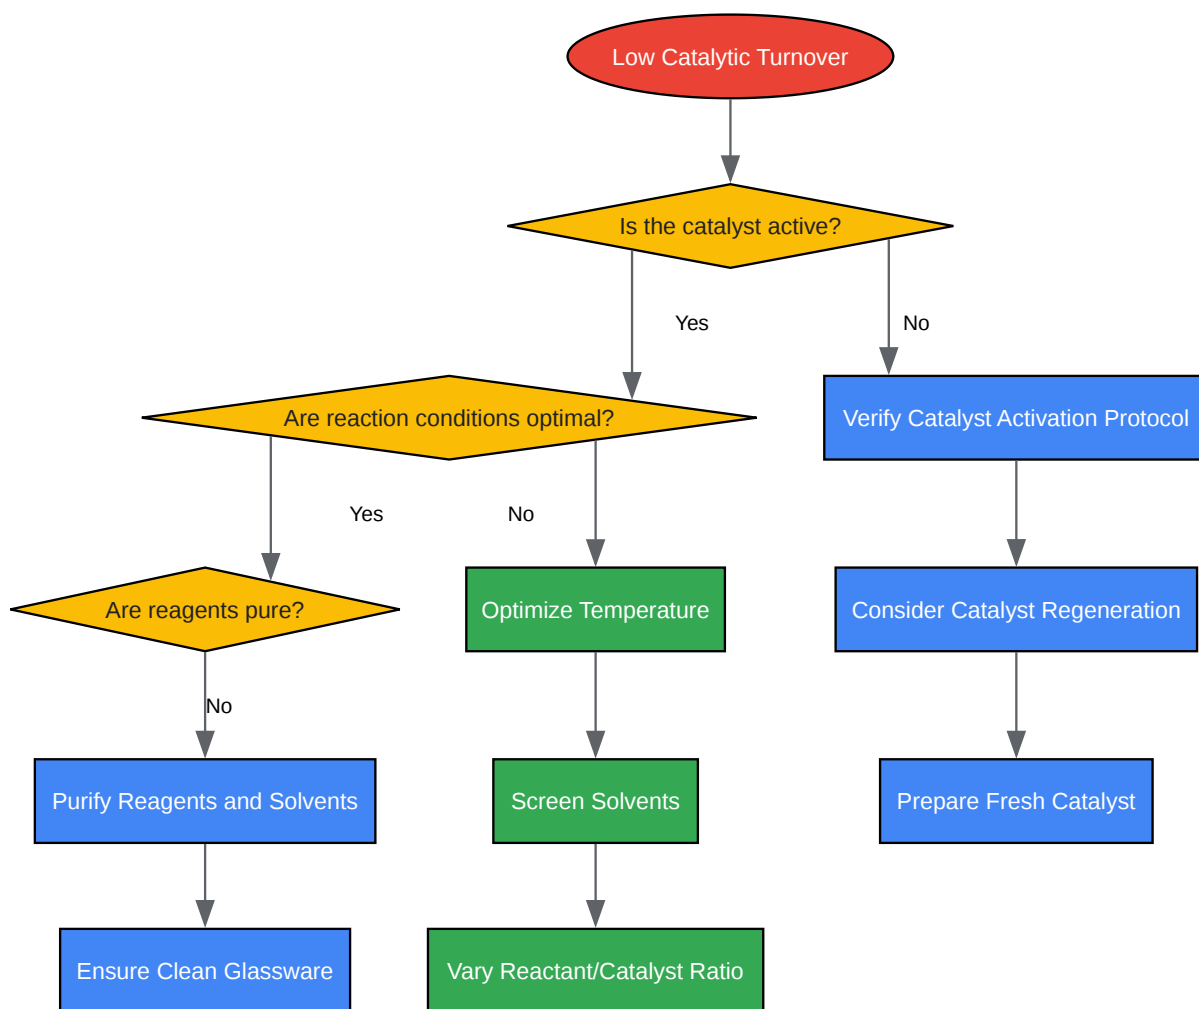 Low Catalytic Turnover
Is the catalyst active?
Yes
No
Are reaction conditions optimal?
Verify Catalyst Activation Protocol
Yes
No
Are reagents pure?
Optimize Temperature
Consider Catalyst Regeneration
No
Purify Reagents and Solvents
Screen Solvents
Prepare Fresh Catalyst
Ensure Clean Glassware
Vary Reactant/Catalyst Ratio